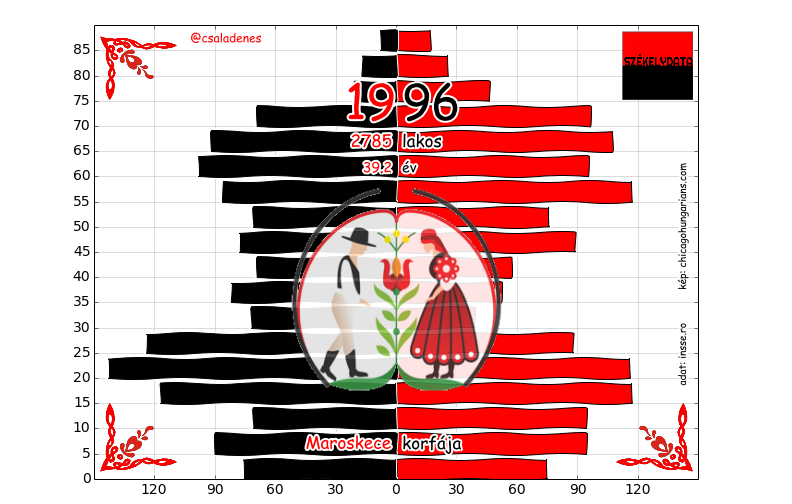 @csaladenes
SZÉKELYDATA
1996
2785 lakos
39.2 év
kép: chicagohungarians.com
adat: insse.ro
Maroskece korfája
85
80
75
70
65
60
55
50
45
40
35
30
25
20
15
10
5
0
120 90 60 30 0 30 60 90 120